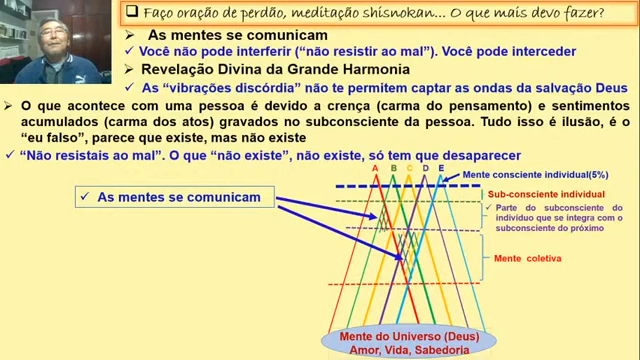 Faço oração de perdão, meditação shisnokan... O que mais devo fazer?
As mentes se comunicam
Você não pode interferir (“não resistir ao mal”). Você pode interceder
Revelação Divina da Grande Harmonia
As “vibrações discórdia” não te permitem captar as ondas da salvação Deus
O que acontece com uma pessoa é devido a crença (carma do pensamento) e sentimentos
acumulados (carma dos atos) gravados no subconsciente da pessoa. Tudo isso é ilusão, é o
“eu falso”, parece que existe, mas não existe
“Não resistais ao mal”. O que “não existe”, não existe, só tem que desaparecer
A B C D E
Mente consciente individual(5%)
As mentes se comunicam
Sub-consciente individual
Parte do subconsciente do
individuo que se integra com o
subconsciente do próximo
Mente coletiva
Mente do Universo (Deus)
Amor, Vida, Sabedoria